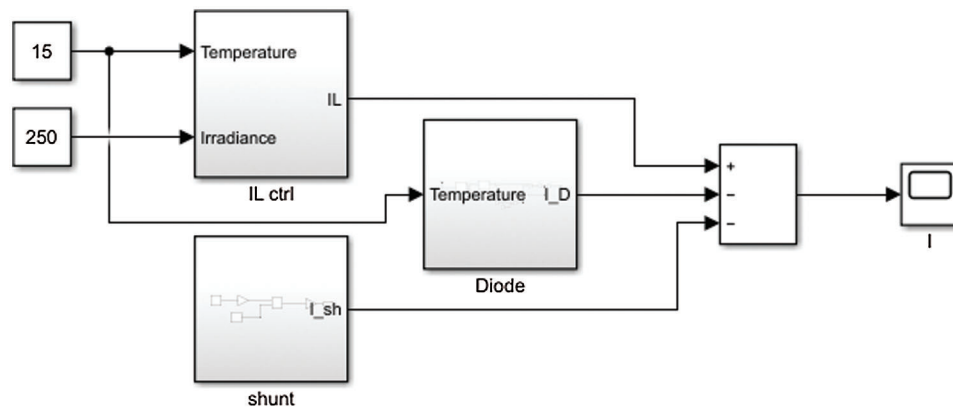 15
Temperature
IL
250
Irradiance
IL ctrl
Temperature
I_D
Diode
+
−
−
I
I_sh
shunt